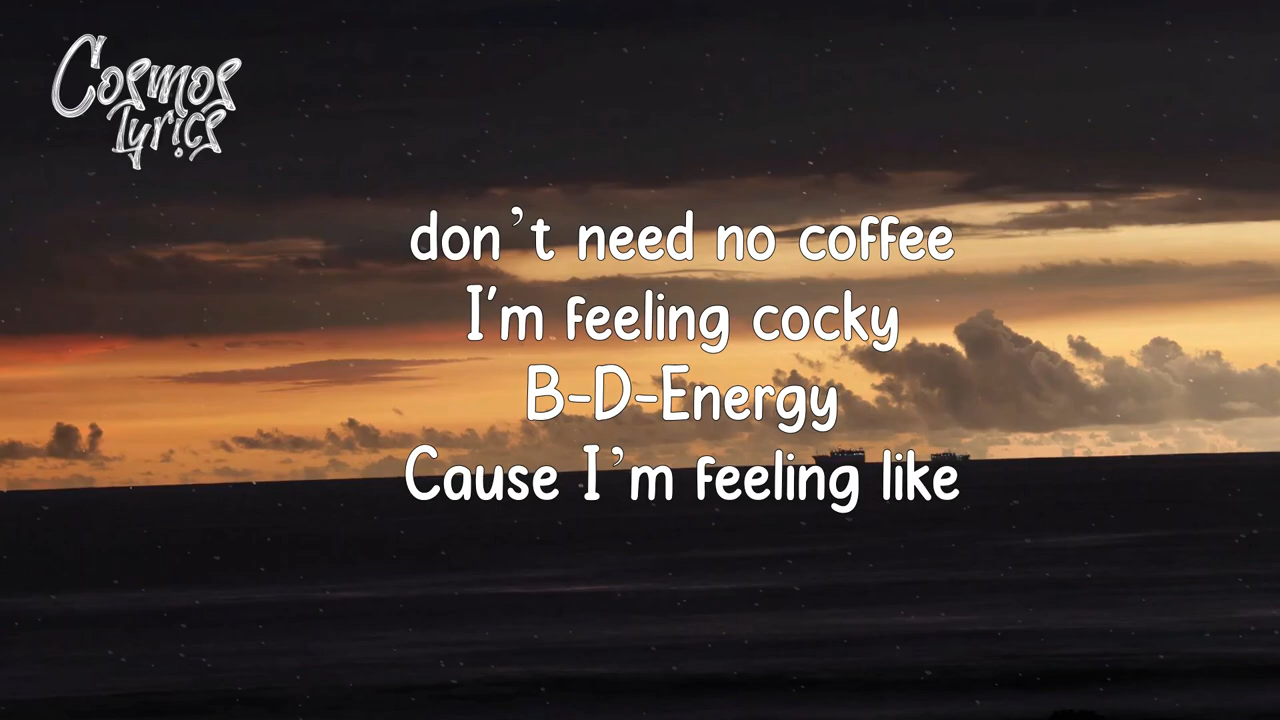 Cosmos
Lyrics
don’t need no coffee
I'm feeling cocky
B-D-Energy
Cause I’m feeling like